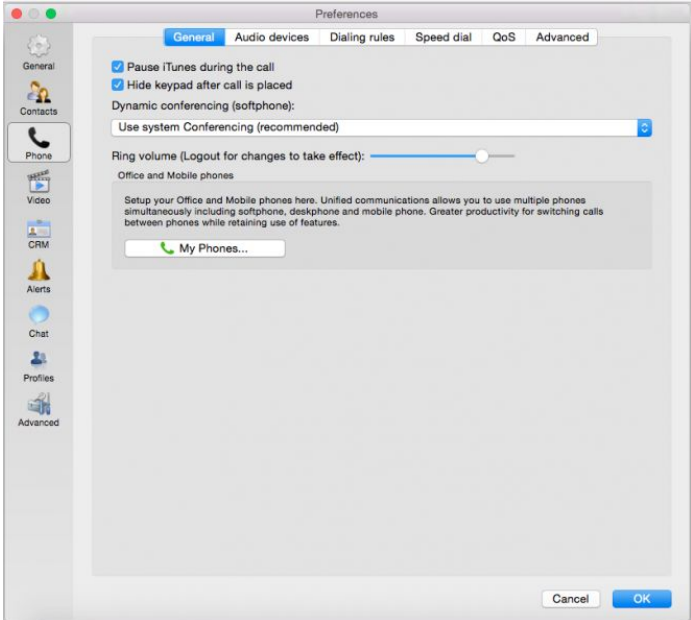 Preferences
General
Contacts
Phone
Video
CRM
Alerts
Chat
Profiles
Advanced
General Audio devices Dialing rules Speed dial QoS Advanced
Pause iTunes during the call
Hide keypad after call is placed
Dynamic conferencing (softphone):
Use system Conferencing (recommended)
Ring volume (Logout for changes to take effect):
Office and Mobile phones
Setup your Office and Mobile phones here. Unified communications allows you to use multiple phones
simultaneously including softphone, deskphone and mobile phone. Greater productivity for switching calls
between phones while retaining use of features.
My Phones...
Cancel OK